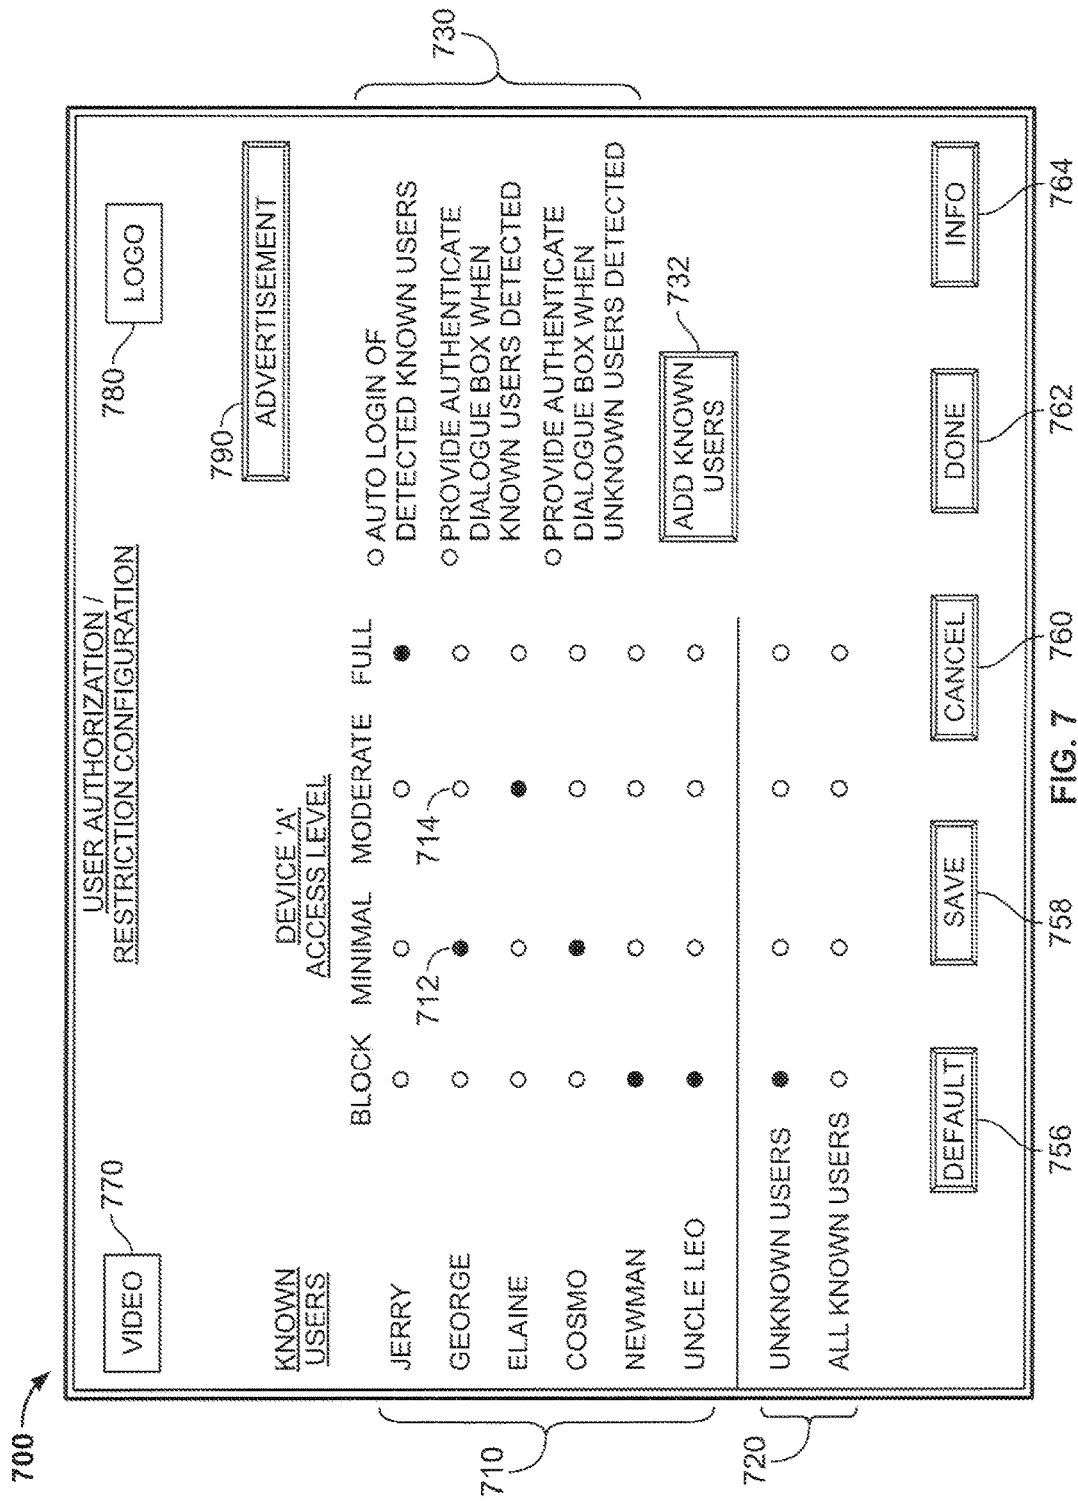 700
VIDEO
770
USER AUTHORIZATION /
RESTRICTION CONFIGURATION
LOGO
780
790
ADVERTISEMENT
KNOWN
USERS
DEVICE 'A'
ACCESS LEVEL
BLOCK MINIMAL MODERATE FULL
JERRY
GEORGE
712
714
ELAINE
COSMO
NEWMAN
UNCLE LEO
710
UNKNOWN USERS
ALL KNOWN USERS
720
AUTO LOGIN OF
DETECTED KNOWN USERS
PROVIDE AUTHENTICATE
DIALOGUE BOX WHEN
KNOWN USERS DETECTED
PROVIDE AUTHENTICATE
DIALOGUE BOX WHEN
UNKNOWN USERS DETECTED
730
ADD KNOWN
USERS
732
DEFAULT
SAVE
CANCEL
DONE
INFO
756
758
760
762
764
FIG. 7